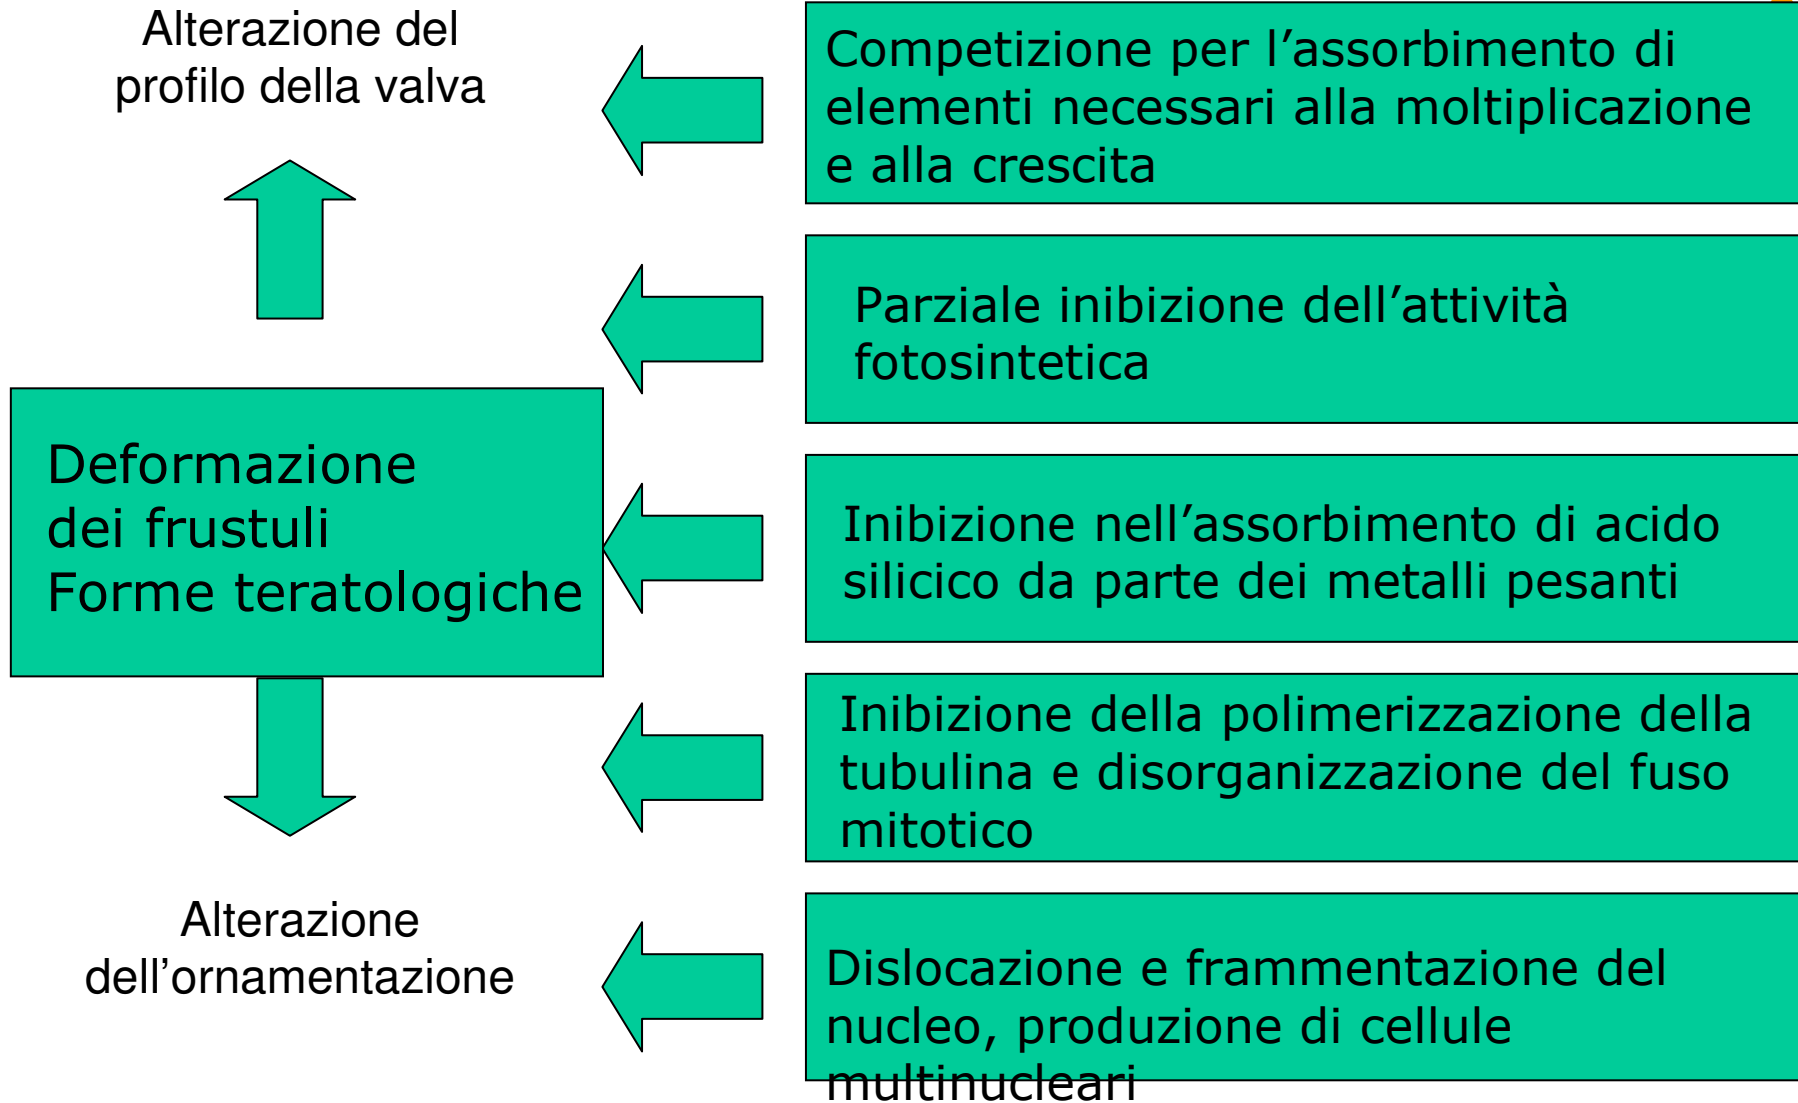 Alterazione del
profilo della valva
Deformazione
dei frustuli
Forme teratologiche
Alterazione
dell’ornamentazione
Competizione per l’assorbimento di
elementi necessari alla moltiplicazione
e alla crescita
Parziale inibizione dell’attività
fotosintetica
Inibizione nell’assorbimento di acido
silicico da parte dei metalli pesanti
Inibizione della polimerizzazione della
tubulina e disorganizzazione del fuso
mitotico
Dislocazione e frammentazione del
nucleo, produzione di cellule
multinucleari